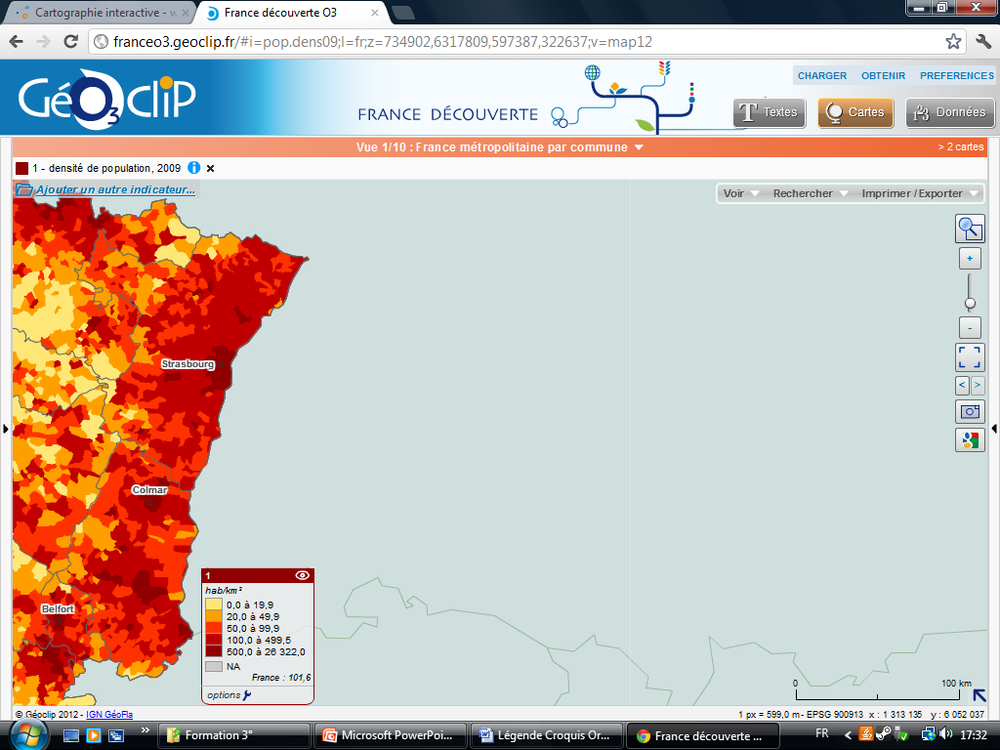 Cartographie interactive - w
France découverte O3
franceo3.geoclip.fr/#i=pop.dens09;l=fr;z=734902,6317809,597387,322637;v=map12
GéO3clip
FRANCE DÉCOUVERTE
CHARGER OBTENIR PREFERENCES
Textes Cartes Données
Vue 1/10 : France métropolitaine par commune
> 2 cartes
1 - densité de population, 2009
Ajouter un autre indicateur...
Voir Rechercher Imprimer / Exporter
+
-
< >
Strasbourg
Colmar
Belfort
1
hab/km²
0,0 à 19,9
20,0 à 49,9
50,0 à 99,9
100,0 à 499,5
500,0 à 26 322,0
NA
France : 101,6
options
0 100 km
© Géoclip 2012 - IGN GéoFla
1 px = 599,0 m - EPSG 900913 x : 1 313 135 y : 6 052 037
Formation 3°
Microsoft PowerPoi...
Légende Croquis Or...
France découverte ...
FR
17:32